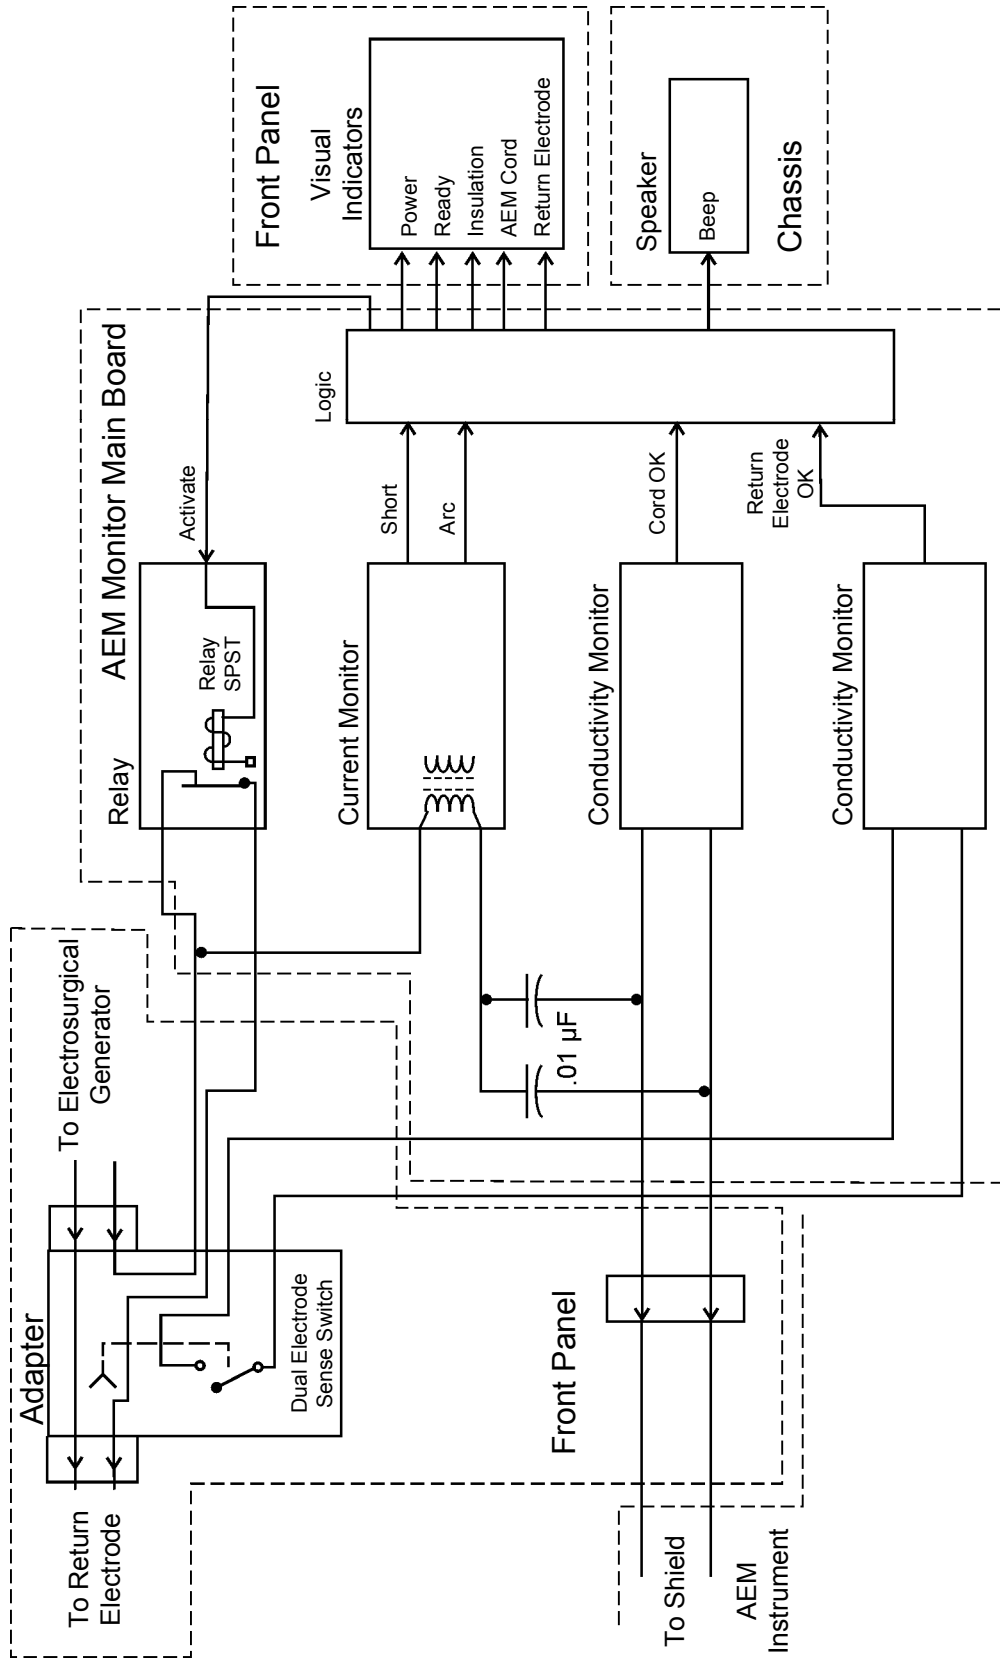 Adapter
To Return
Electrode
To Electrosurgical
Generator
Dual Electrode
Sense Switch
AEM Monitor Main Board
Relay
Relay
SPST
Activate
Front Panel
Visual
Indicators
Power
Ready
Insulation
AEM Cord
Return Electrode
Current Monitor
Short
Arc
Logic
Speaker
Beep
Chassis
.01 µF
Conductivity Monitor
Cord OK
Conductivity Monitor
Return
Electrode
OK
Front Panel
To Shield
AEM
Instrument